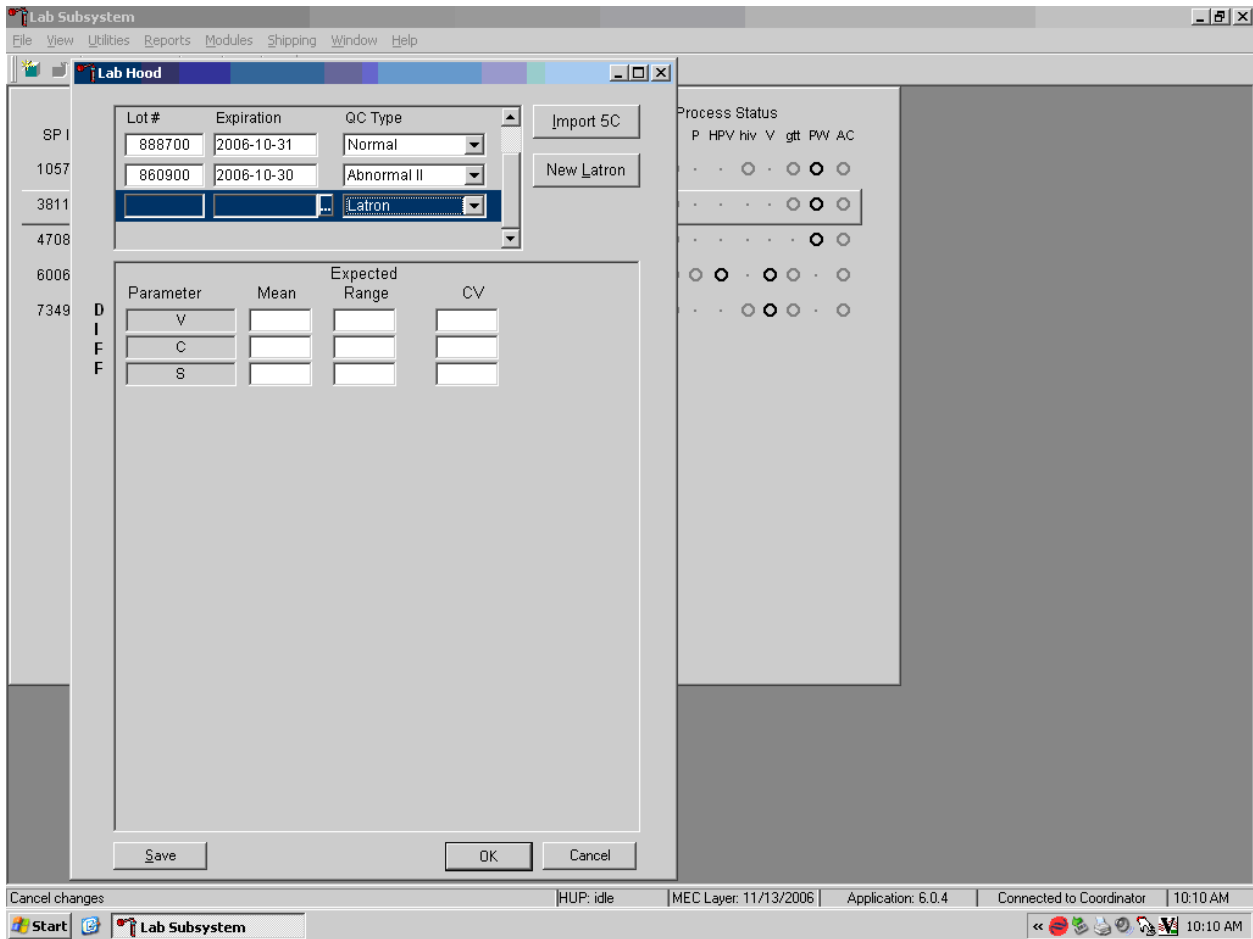 Lab Subsystem
File View Utilities Reports Modules Shipping Window Help
Lab Hood
Lot # Expiration QC Type
888700 2006-10-31 Normal
860900 2006-10-30 Abnormal II
... Latron
Import 5C
New Latron
Process Status
SP I P HPV hiv V gtt PW AC
1057
3811
4708
6006
7349
DIFF
Expected
Parameter Mean Range CV
V
C
S
Save OK Cancel
Cancel changes HUP: idle MEC Layer: 11/13/2006 Application: 6.0.4 Connected to Coordinator 10:10 AM
Start Lab Subsystem « 10:10 AM